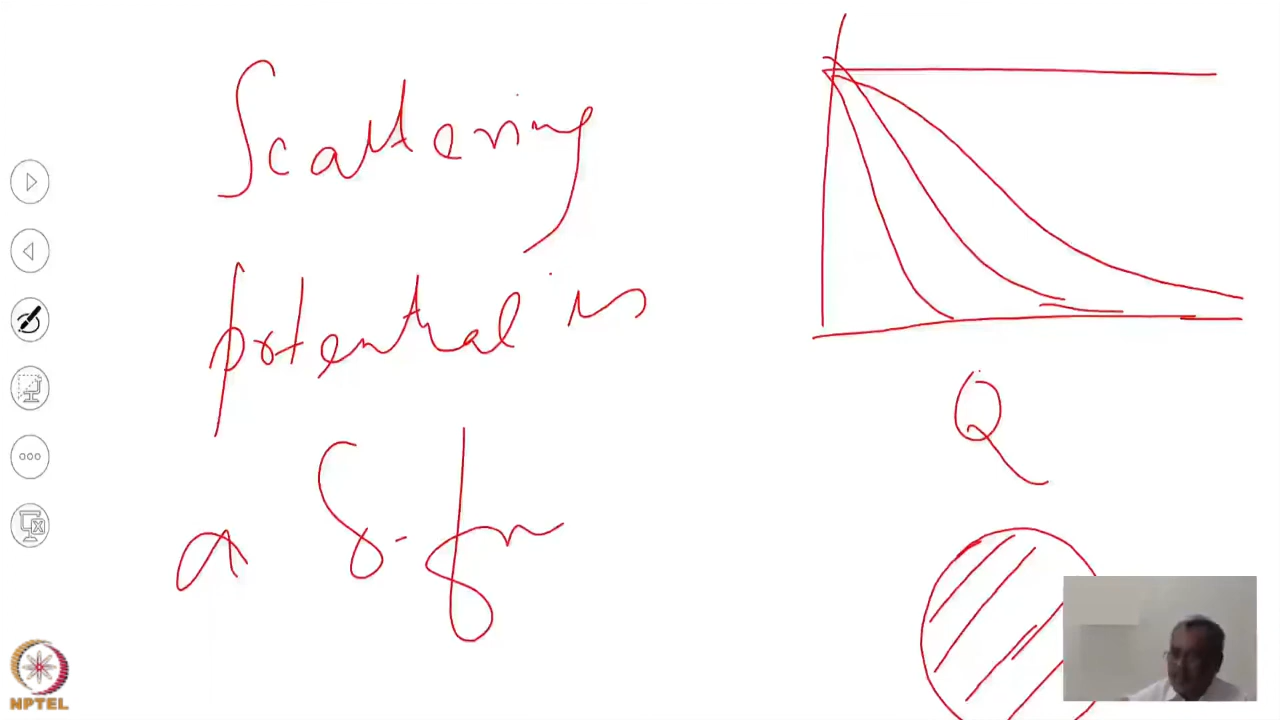 Scattering
potential is
a δ-fn
Q
NPTEL